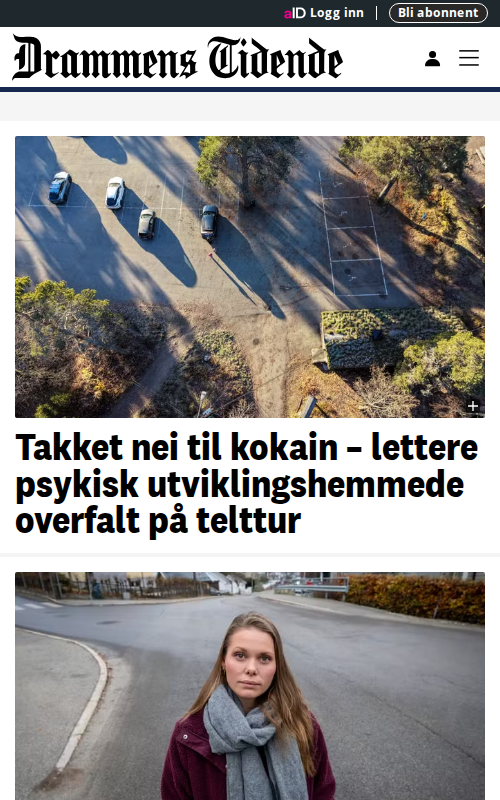 aID Logg inn
Bli abonnent
Drammens Tidende
Takket nei til kokain – lettere
psykisk utviklingshemmede
overfalt på telttur